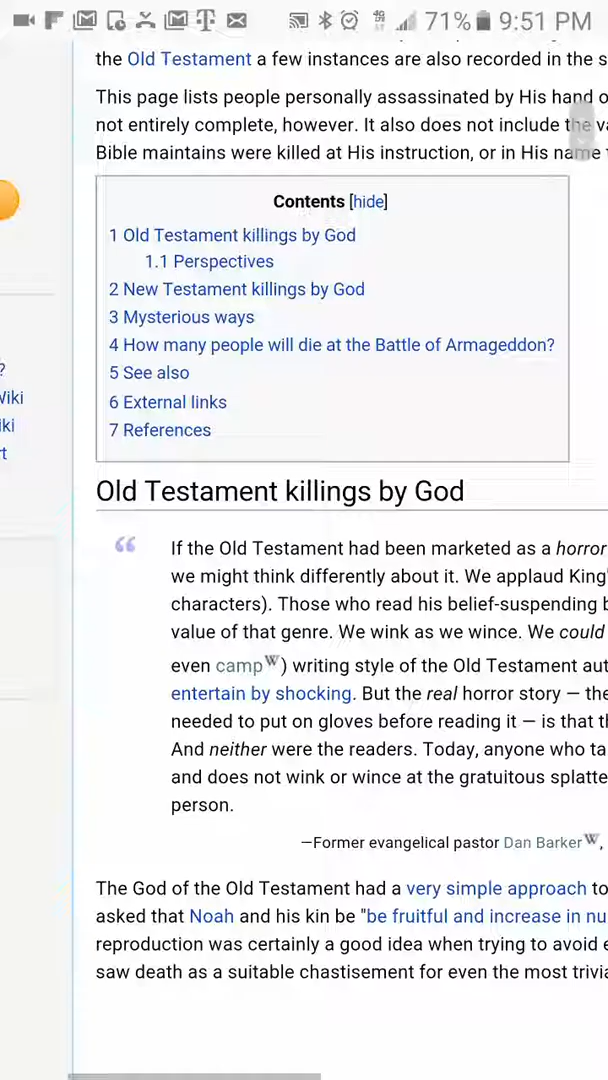 71% 9:51 PM
the Old Testament a few instances are also recorded in the s
This page lists people personally assassinated by His hand o
not entirely complete, however. It also does not include the va
Bible maintains were killed at His instruction, or in His name
Contents [hide]
1 Old Testament killings by God
1.1 Perspectives
2 New Testament killings by God
3 Mysterious ways
4 How many people will die at the Battle of Armageddon?
?
5 See also
Wiki
6 External links
iki
7 References
rt
Old Testament killings by God
“ If the Old Testament had been marketed as a horror
we might think differently about it. We applaud King'
characters). Those who read his belief-suspending b
value of that genre. We wink as we wince. We could
even camp W) writing style of the Old Testament aut
entertain by shocking. But the real horror story — the
needed to put on gloves before reading it — is that th
And neither were the readers. Today, anyone who ta
and does not wink or wince at the gratuitous splatte
person.
—Former evangelical pastor Dan Barker W,
The God of the Old Testament had a very simple approach to
asked that Noah and his kin be "be fruitful and increase in nu
reproduction was certainly a good idea when trying to avoid e
saw death as a suitable chastisement for even the most trivia